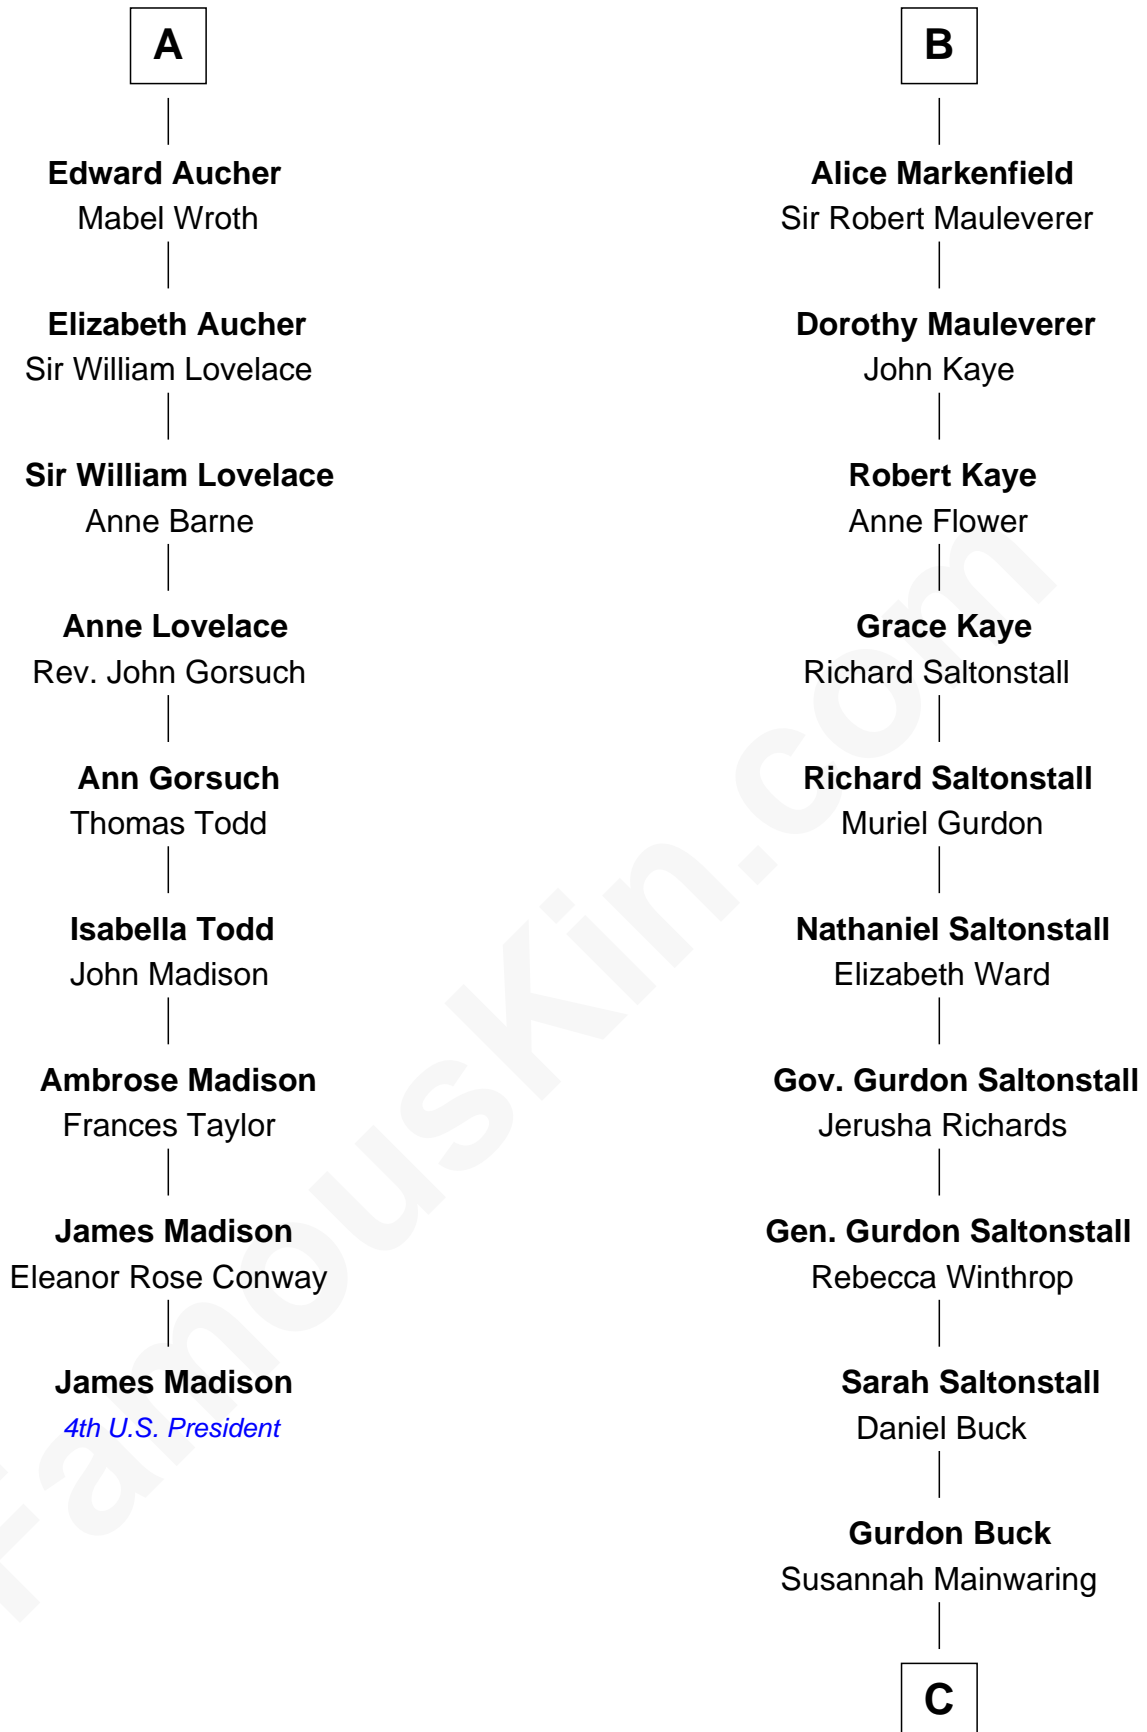 A
Edward Aucher
Mabel Wroth
Elizabeth Aucher
Sir William Lovelace
Sir William Lovelace
Anne Barne
Anne Lovelace
Rev. John Gorsuch
Ann Gorsuch
Thomas Todd
Isabella Todd
John Madison
Ambrose Madison
Frances Taylor
James Madison
Eleanor Rose Conway
James Madison
4th U.S. President
B
Alice Markenfield
Sir Robert Mauleverer
Dorothy Mauleverer
John Kaye
Robert Kaye
Anne Flower
Grace Kaye
Richard Saltonstall
Richard Saltonstall
Muriel Gurdon
Nathaniel Saltonstall
Elizabeth Ward
Gov. Gurdon Saltonstall
Jerusha Richards
Gen. Gurdon Saltonstall
Rebecca Winthrop
Sarah Saltonstall
Daniel Buck
Gurdon Buck
Susannah Mainwaring
C
FamousKin.com